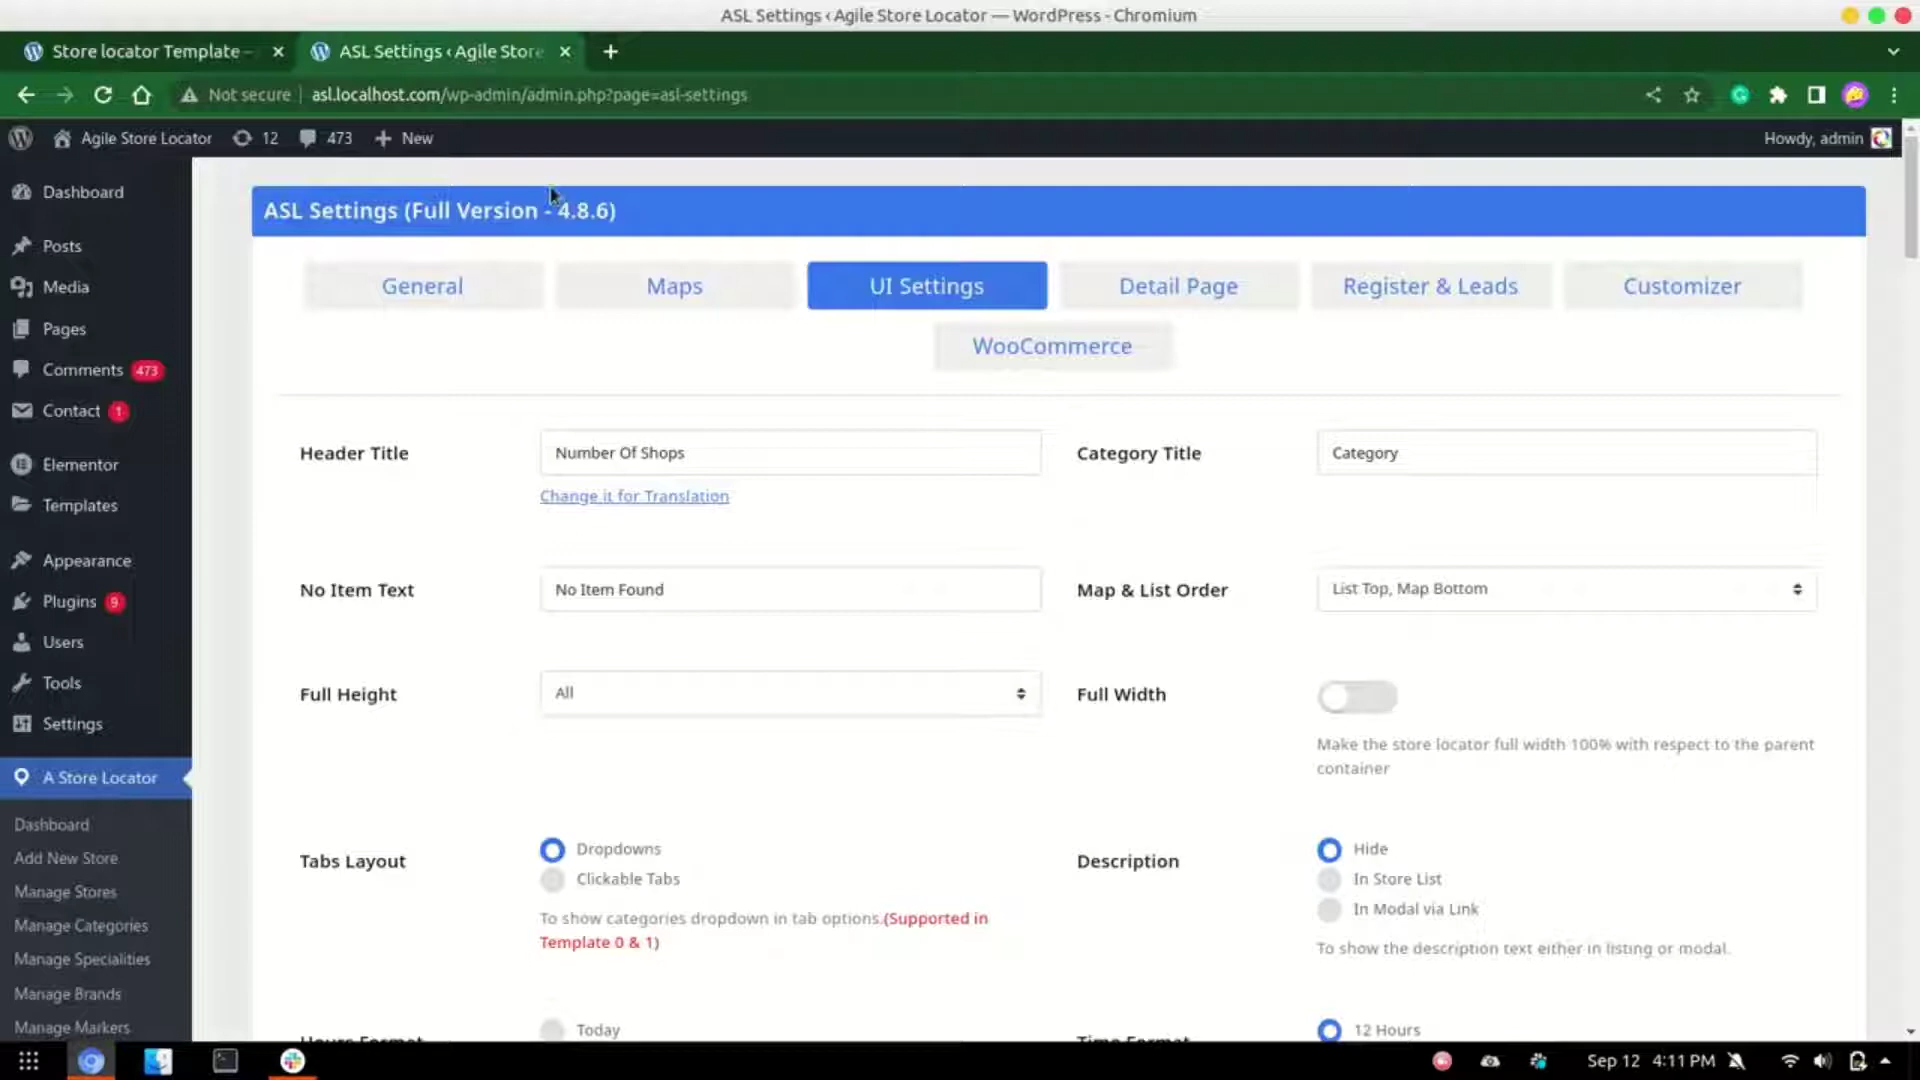 ASL Settings ‹ Agile Store Locator — WordPress - Chromium
Store locator Template –
ASL Settings ‹ Agile Store
Not secure
asl.localhost.com/wp-admin/admin.php?page=asl-settings
Agile Store Locator
12
473
New
Howdy, admin
Dashboard
Posts
Media
Pages
Comments 473
Contact 1
Elementor
Templates
Appearance
Plugins 9
Users
Tools
Settings
A Store Locator
Dashboard
Add New Store
Manage Stores
Manage Categories
Manage Specialities
Manage Brands
Manage Markers
ASL Settings (Full Version - 4.8.6)
General
Maps
UI Settings
Detail Page
Register & Leads
Customizer
WooCommerce
Header Title
Number Of Shops
Change it for Translation
Category Title
Category
No Item Text
No Item Found
Map & List Order
List Top, Map Bottom
Full Height
All
Full Width
Make the store locator full width 100% with respect to the parent
container
Tabs Layout
Dropdowns
Clickable Tabs
To show categories dropdown in tab options.(Supported in
Template 0 & 1)
Description
Hide
In Store List
In Modal via Link
To show the description text either in listing or modal.
Hours Format
Today
Time Format
12 Hours
Sep 12 4:11 PM